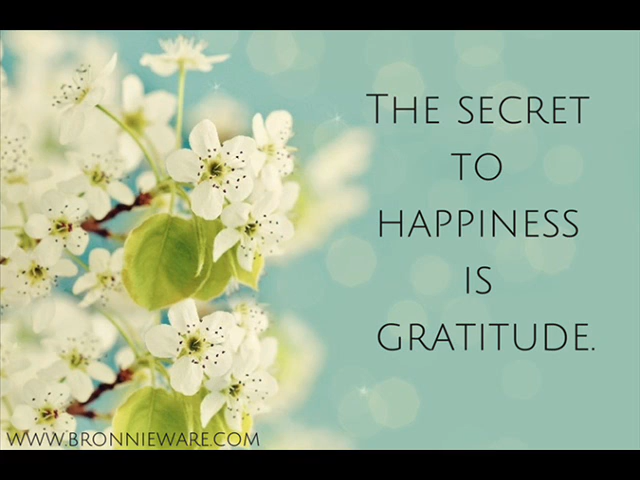 THE SECRET
TO
HAPPINESS
IS
GRATITUDE.
WWW.BRONNIEWARE.COM